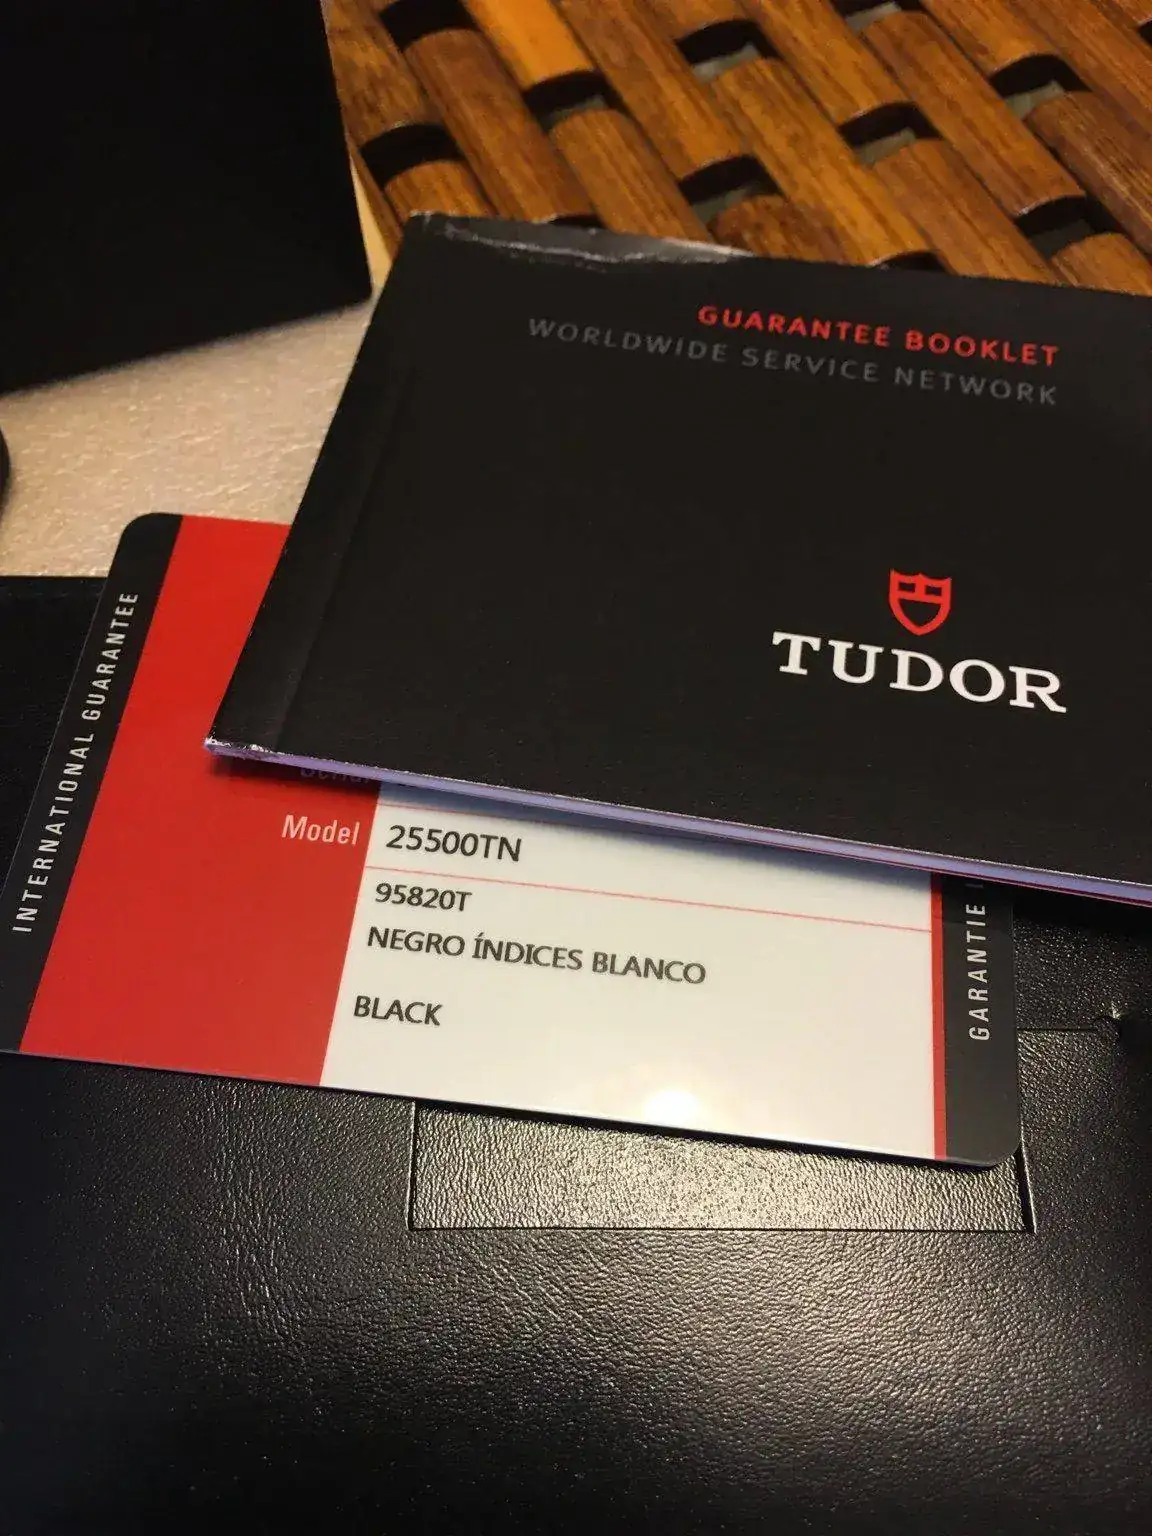 GUARANTEE BOOKLET
WORLDWIDE SERVICE NETWORK
TUDOR
INTERNATIONAL GUARANTEE
Model 25500TN
95820T
NEGRO ÍNDICES BLANCO
BLACK
GARANTIE